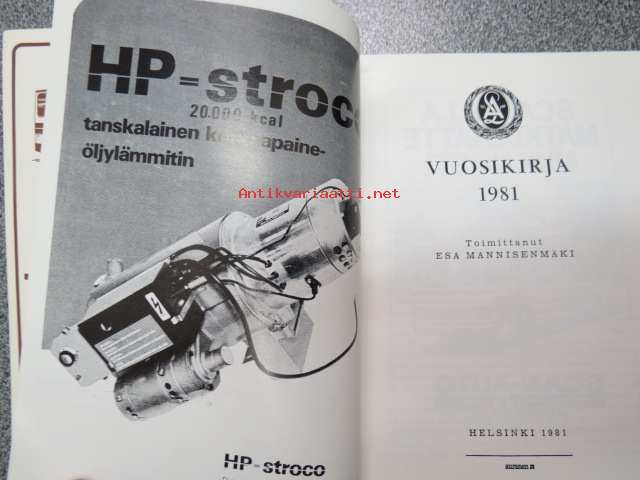 HP=stroco
20.000 kcal
tanskalainen
öljylämmitin
Antikvariaatti.net
HP-stroco
VUOSIKIRJA
1981
Toimittanut
ESA MANNISENMÄKI
HELSINKI 1981